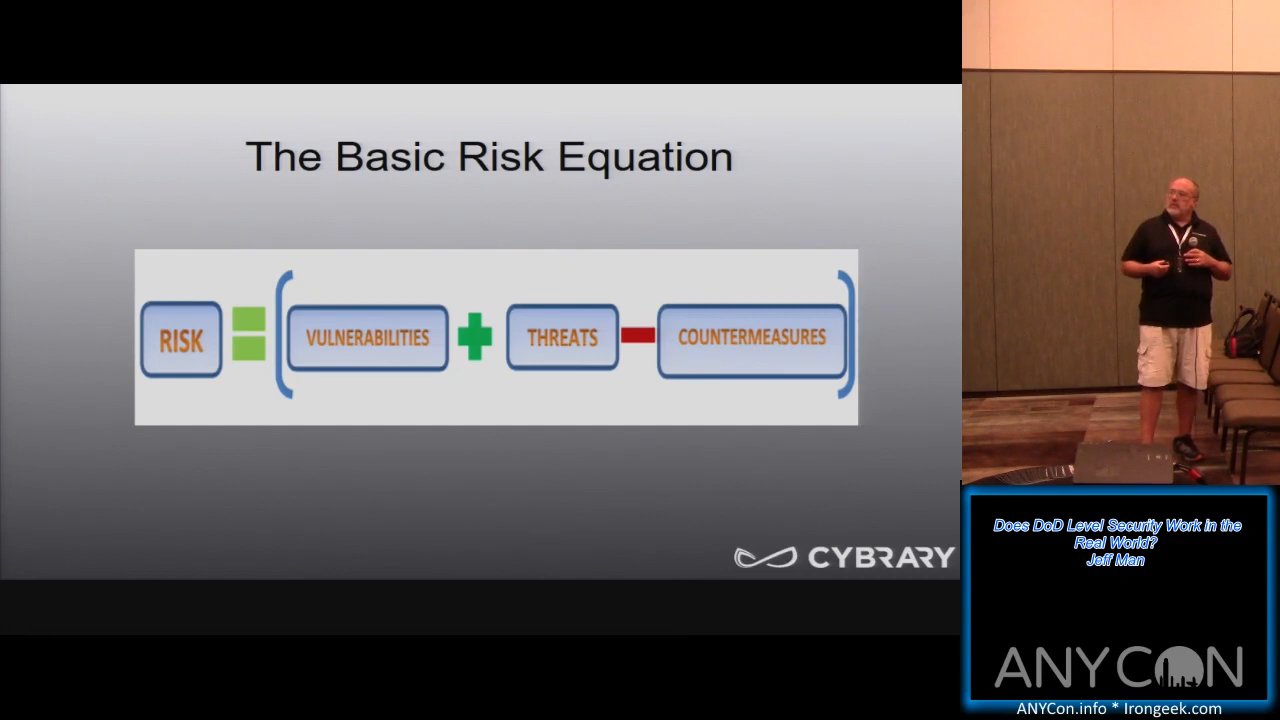 The Basic Risk Equation
RISK = ( VULNERABILITIES + THREATS - COUNTERMEASURES )
CYBRARY
Does DoD Level Security Work in the
Real World?
Jeff Man
ANYCON
ANYCon.info * Irongeek.com